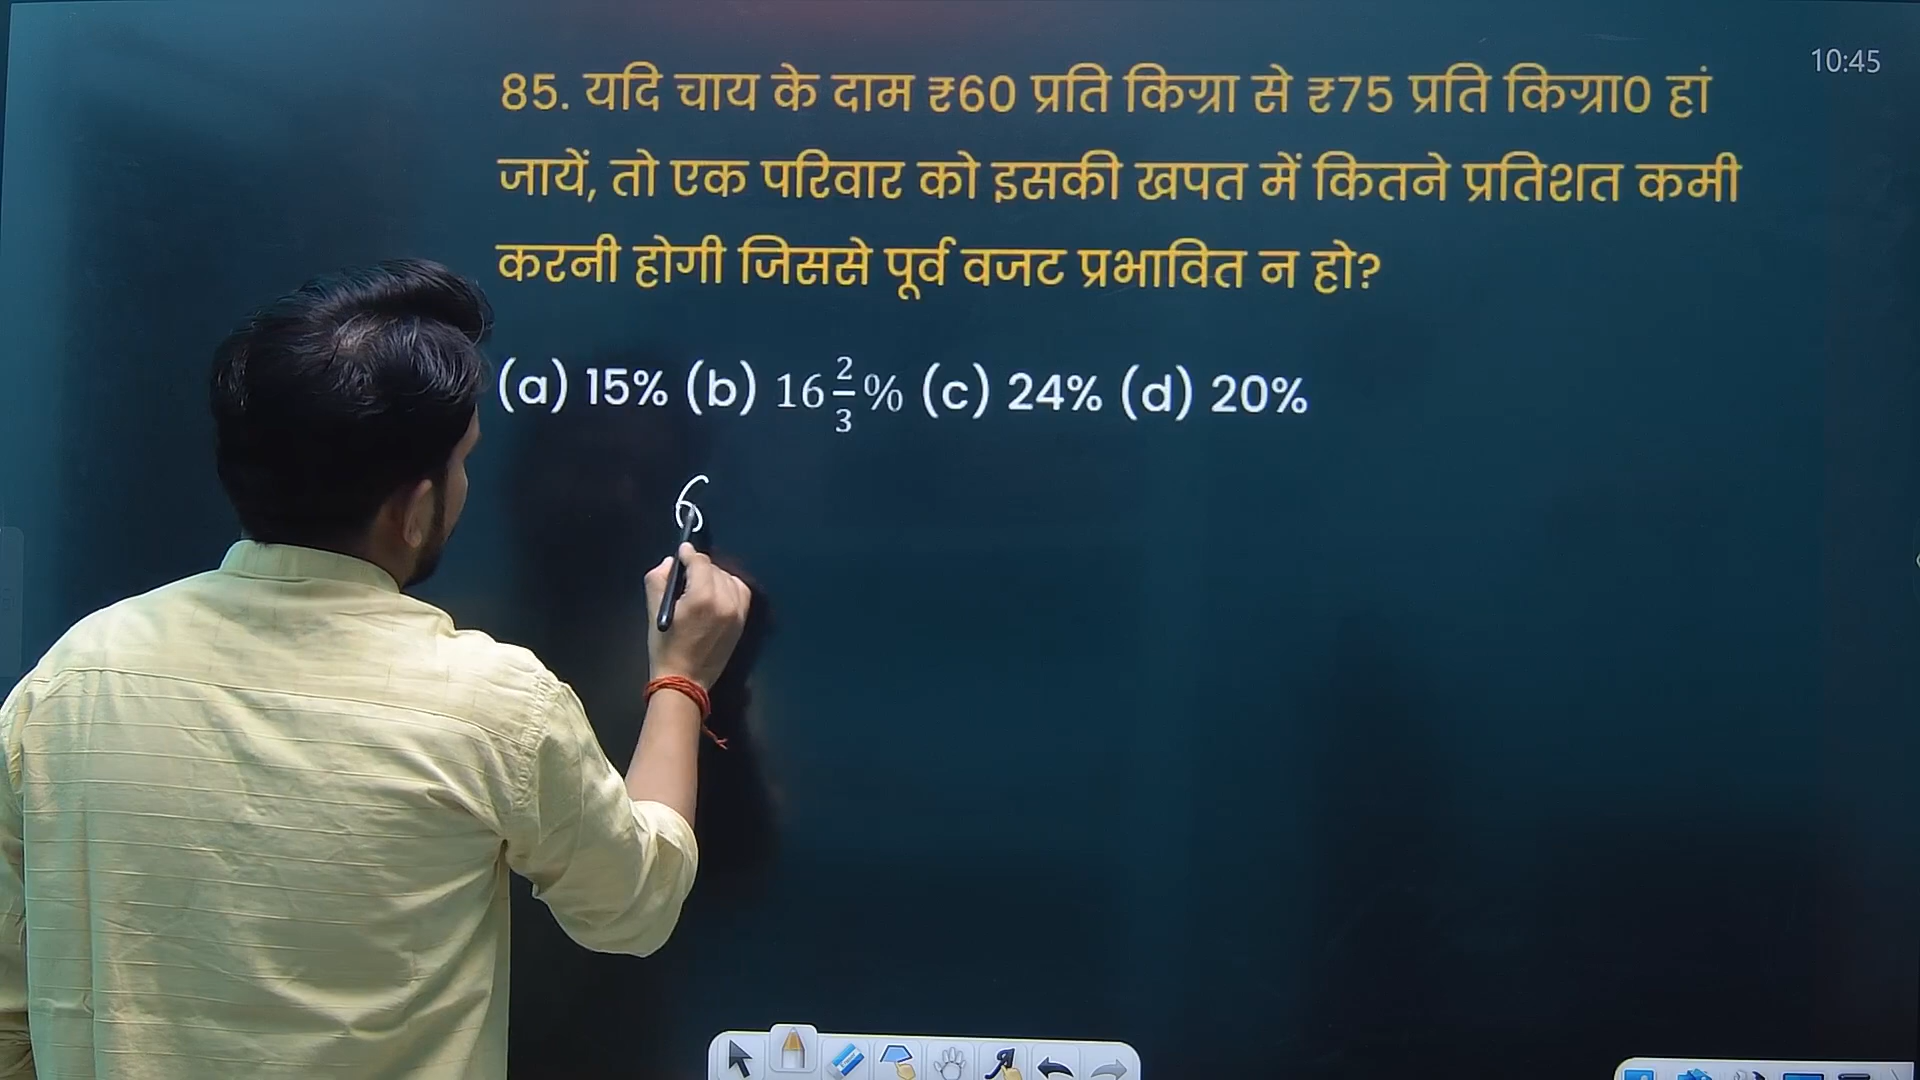 10:45
85. यदि चाय के दाम ₹60 प्रति किग्रा से ₹75 प्रति किग्रा0 हां
जायें, तो एक परिवार को इसकी खपत में कितने प्रतिशत कमी
करनी होगी जिससे पूर्व वजट प्रभावित न हो?
(a) 15% (b) 16 2/3 % (c) 24% (d) 20%
6